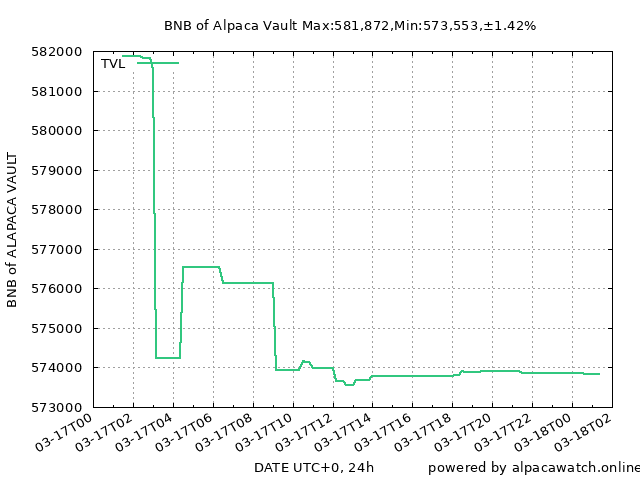 BNB of Alpaca Vault Max:581,872,Min:573,553,±1.42%
582000
TVL
581000
580000
579000
578000
577000
576000
575000
574000
573000
BNB of ALAPACA VAULT
03-17T00
03-17T02
03-17T04
03-17T06
03-17T08
03-17T10
03-17T12
03-17T14
03-17T16
03-17T18
03-17T20
03-17T22
03-18T00
03-18T02
DATE UTC+0, 24h
powered by alpacawatch.online